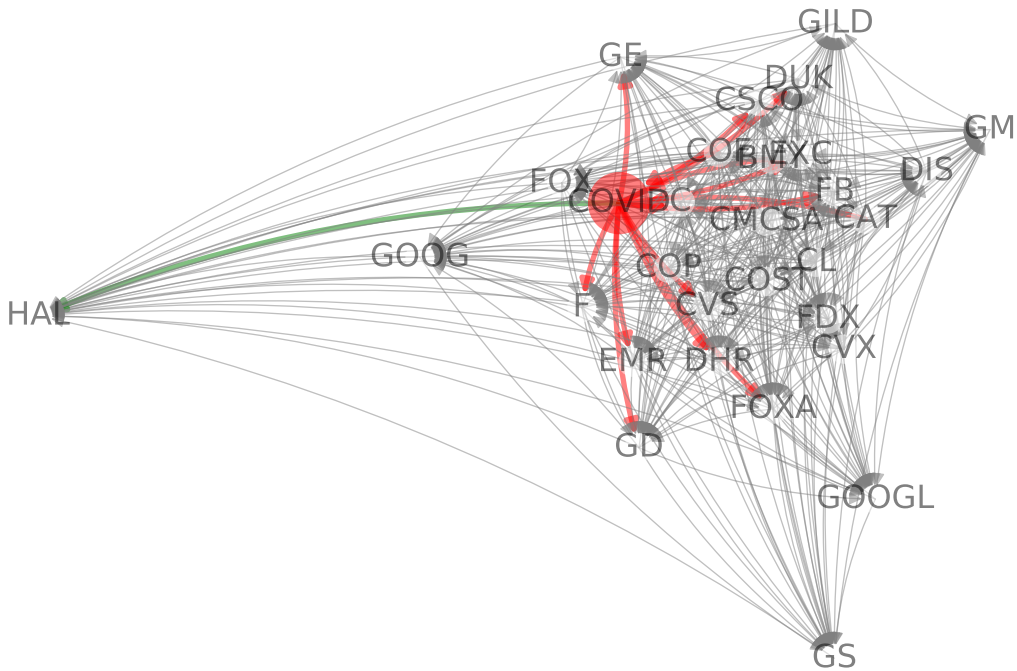 GILD
GE
DUK
CSCO
GM
COF
EXC
DIS
FOX
FB
COVID
CMCSA
CAT
GOOG
COP
CL
COST
CVS
HAL
F
FDX
EMR
DHR
CVX
FOXA
GD
GOOGL
GS